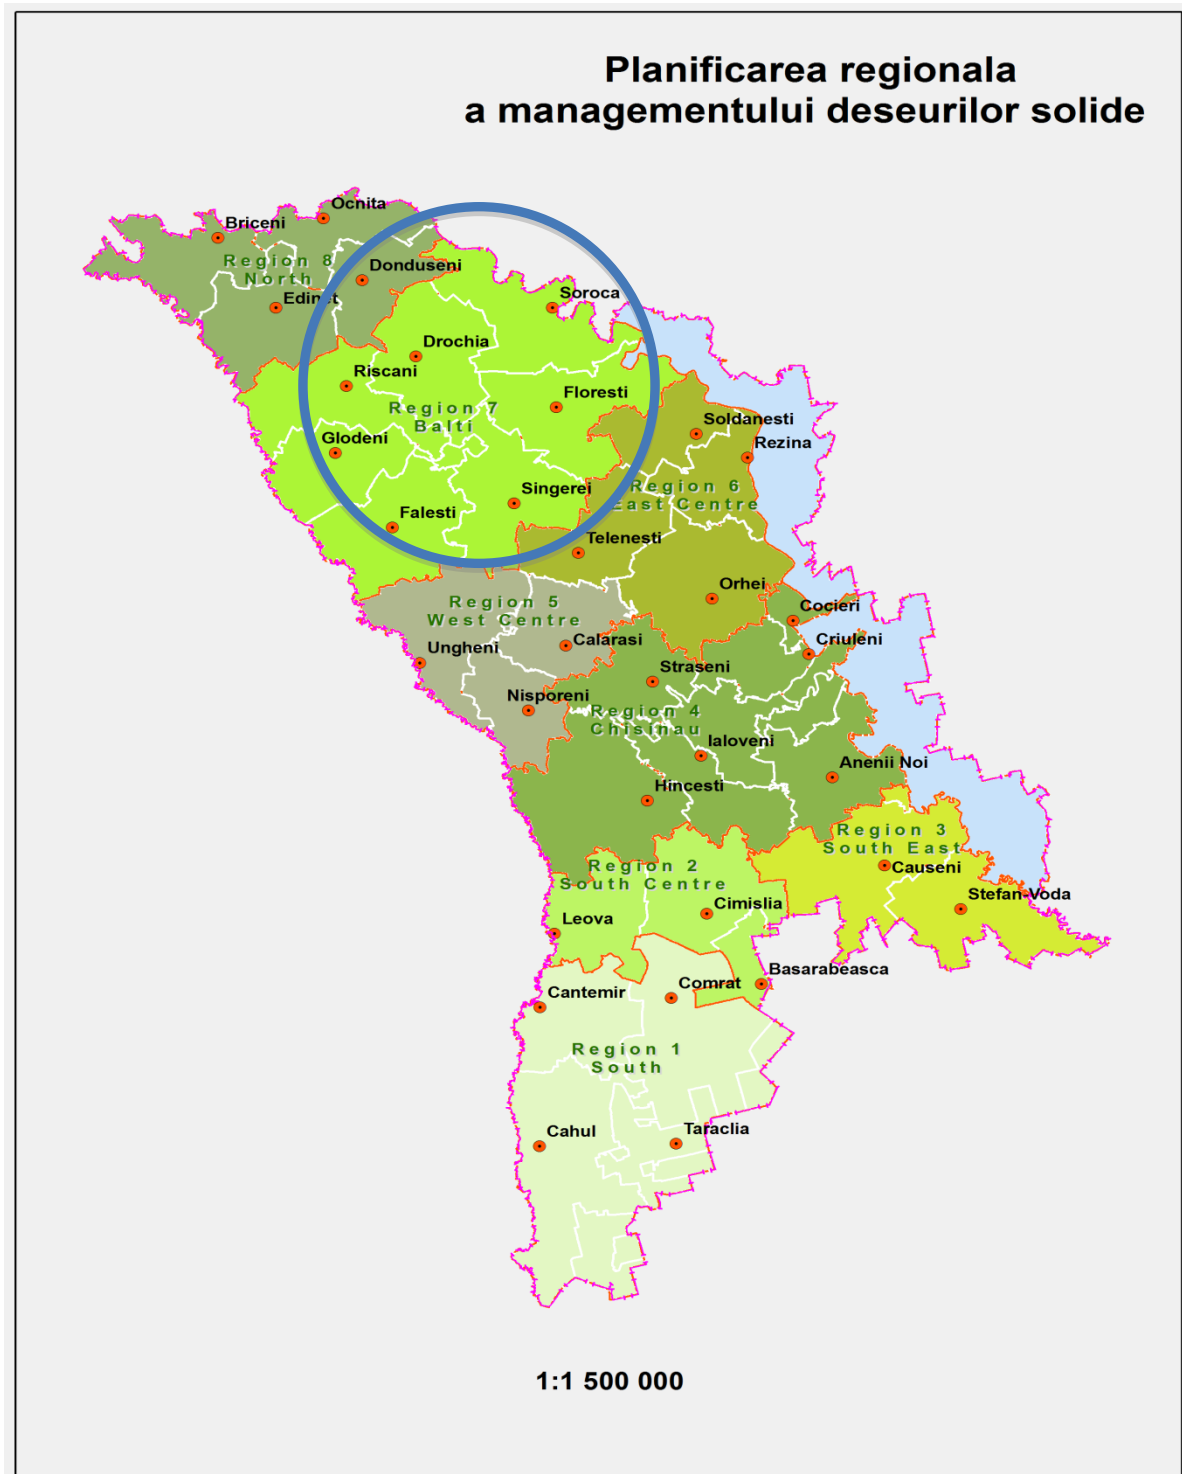 Planificarea regionala
a managementului deseurilor solide
Ocnita
Briceni
Region 8
North
Donduseni
Edinet
Soroca
Drochia
Riscani
Floresti
Region 7
Balti
Soldanesti
Glodeni
Rezina
Singerei
Region 6
East Centre
Falesti
Telenesti
Orhei
Region 5
West Centre
Cocieri
Calarasi
Criuleni
Ungheni
Straseni
Nisporeni
Region 4
Chisinau
Ialoveni
Anenii Noi
Hincesti
Region 3
South East
Region 2
South Centre
Causeni
Stefan-Voda
Cimislia
Leova
Basarabeasca
Comrat
Cantemir
Region 1
South
Cahul
Taraclia
1:1 500 000